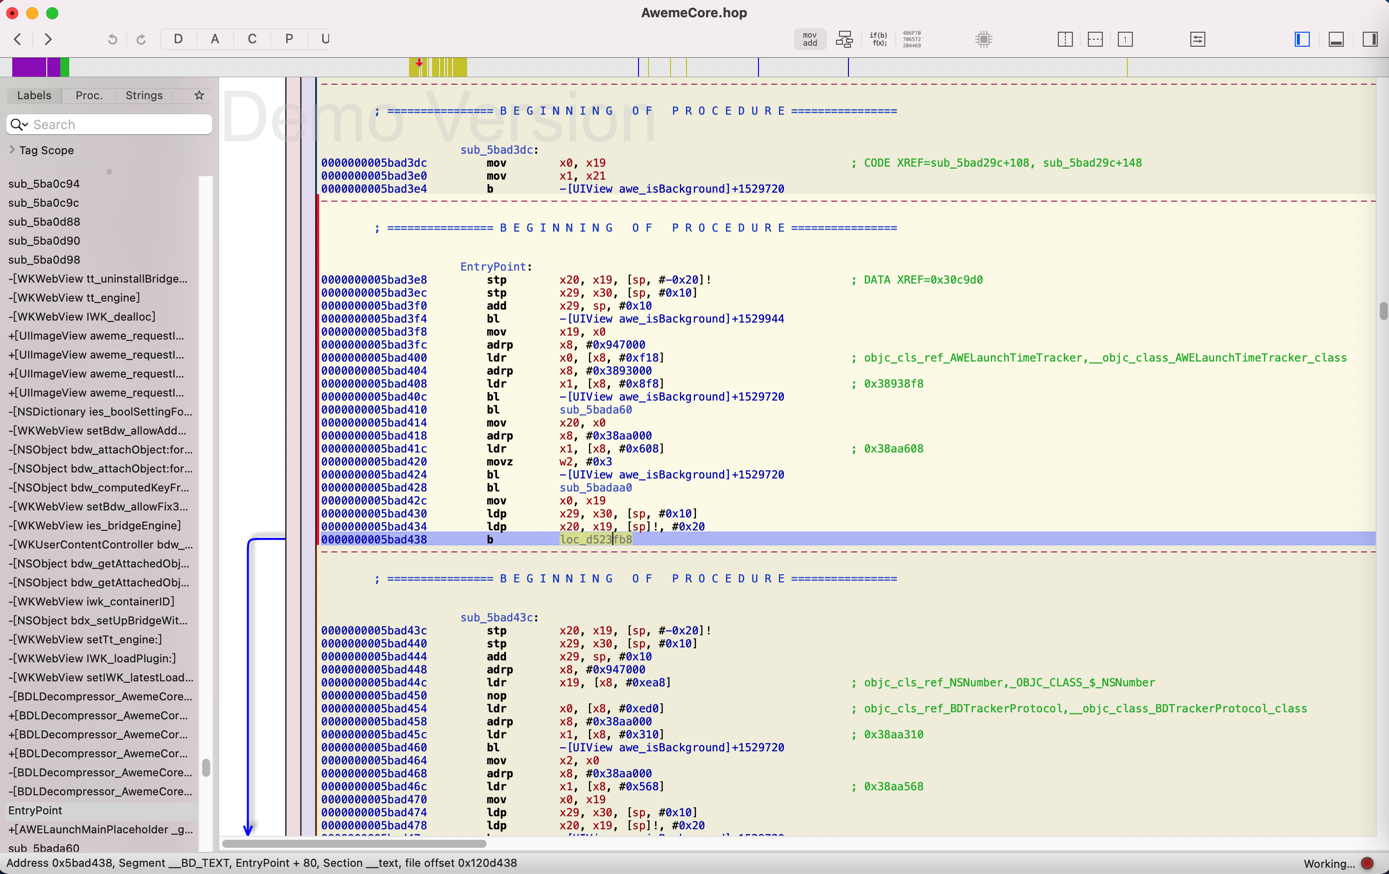 AwemeCore.hop
D A C P U
mov
add
if(b)
f(x);
486F70
706572
204469
1
Labels Proc. Strings
Search
Tag Scope
Demo Version
sub_5ba0c94
sub_5ba0c9c
sub_5ba0d88
sub_5ba0d90
sub_5ba0d98
-[WKWebView tt_uninstallBridge...
-[WKWebView tt_engine]
-[WKWebView IWK_dealloc]
+[UIImageView aweme_requestI...
+[UIImageView aweme_requestI...
+[UIImageView aweme_requestI...
+[UIImageView aweme_requestI...
-[NSDictionary ies_boolSettingFo...
-[WKWebView setBdw_allowAdd...
-[NSObject bdw_attachObject:for...
-[NSObject bdw_attachObject:for...
-[NSObject bdw_computedKeyFr...
-[WKWebView setBdw_allowFix3...
-[WKWebView ies_bridgeEngine]
-[WKUserContentController bdw_...
-[NSObject bdw_getAttachedObj...
-[NSObject bdw_getAttachedObj...
-[WKWebView iwk_containerID]
-[NSObject bdx_setUpBridgeWit...
-[WKWebView setTt_engine:]
-[WKWebView IWK_loadPlugin:]
-[WKWebView setIWK_latestLoad...
-[BDLDecompressor_AwemeCore...
+[BDLDecompressor_AwemeCor...
+[BDLDecompressor_AwemeCor...
+[BDLDecompressor_AwemeCor...
-[BDLDecompressor_AwemeCore...
-[BDLDecompressor_AwemeCore...
EntryPoint
+[AWELaunchMainPlaceholder _g...
sub_5bada60
; ================ B E G I N N I N G   O F   P R O C E D U R E ================
sub_5bad3dc:
0000000005bad3dc mov x0, x19 ; CODE XREF=sub_5bad29c+108, sub_5bad29c+148
0000000005bad3e0 mov x1, x21
0000000005bad3e4 b -[UIView awe_isBackground]+1529720
; ================ B E G I N N I N G   O F   P R O C E D U R E ================
EntryPoint:
0000000005bad3e8 stp x20, x19, [sp, #-0x20]! ; DATA XREF=0x30c9d0
0000000005bad3ec stp x29, x30, [sp, #0x10]
0000000005bad3f0 add x29, sp, #0x10
0000000005bad3f4 bl -[UIView awe_isBackground]+1529944
0000000005bad3f8 mov x19, x0
0000000005bad3fc adrp x8, #0x947000
0000000005bad400 ldr x0, [x8, #0xf18] ; objc_cls_ref_AWELaunchTimeTracker,__objc_class_AWELaunchTimeTracker_class
0000000005bad404 adrp x8, #0x3893000
0000000005bad408 ldr x1, [x8, #0x8f8] ; 0x38938f8
0000000005bad40c bl -[UIView awe_isBackground]+1529720
0000000005bad410 bl sub_5bada60
0000000005bad414 mov x20, x0
0000000005bad418 adrp x8, #0x38aa000
0000000005bad41c ldr x1, [x8, #0x608] ; 0x38aa608
0000000005bad420 movz w2, #0x3
0000000005bad424 bl -[UIView awe_isBackground]+1529720
0000000005bad428 bl sub_5badaa0
0000000005bad42c mov x0, x19
0000000005bad430 ldp x29, x30, [sp, #0x10]
0000000005bad434 ldp x20, x19, [sp]!, #0x20
0000000005bad438 b loc_d523fb8
; ================ B E G I N N I N G   O F   P R O C E D U R E ================
sub_5bad43c:
0000000005bad43c stp x20, x19, [sp, #-0x20]!
0000000005bad440 stp x29, x30, [sp, #0x10]
0000000005bad444 add x29, sp, #0x10
0000000005bad448 adrp x8, #0x947000
0000000005bad44c ldr x19, [x8, #0xea8] ; objc_cls_ref_NSNumber,_OBJC_CLASS_$_NSNumber
0000000005bad450 nop
0000000005bad454 ldr x0, [x8, #0xed0] ; objc_cls_ref_BDTrackerProtocol,__objc_class_BDTrackerProtocol_class
0000000005bad458 adrp x8, #0x38aa000
0000000005bad45c ldr x1, [x8, #0x310] ; 0x38aa310
0000000005bad460 bl -[UIView awe_isBackground]+1529720
0000000005bad464 mov x2, x0
0000000005bad468 adrp x8, #0x38aa000
0000000005bad46c ldr x1, [x8, #0x568] ; 0x38aa568
0000000005bad470 mov x0, x19
0000000005bad474 ldp x29, x30, [sp, #0x10]
0000000005bad478 ldp x20, x19, [sp]!, #0x20
Address 0x5bad438, Segment __BD_TEXT, EntryPoint + 80, Section __text, file offset 0x120d438
Working...